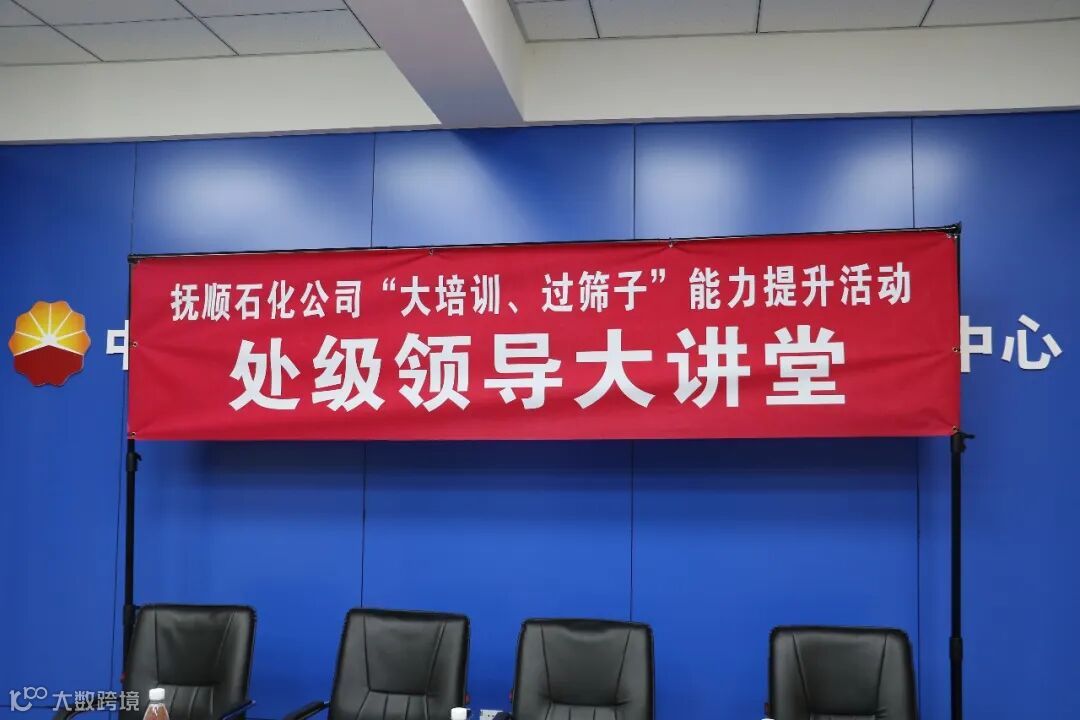 抚顺石化公司“大培训、过筛子”能力提升活动
处级领导大讲堂
中心
大数跨境